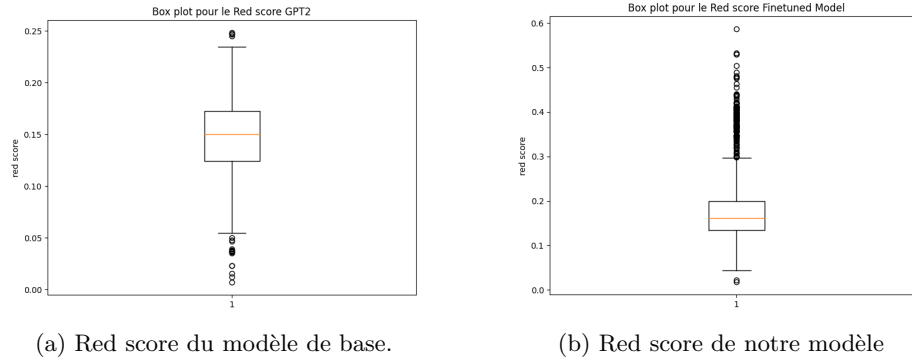 Box plot pour le Red score GPT2
0.25
0.20
0.15
0.10
0.05
0.00
red score
1
(a) Red score du modèle de base.
Box plot pour le Red score Finetuned Model
0.6
0.5
0.4
0.3
0.2
0.1
0.0
red score
1
(b) Red score de notre modèle